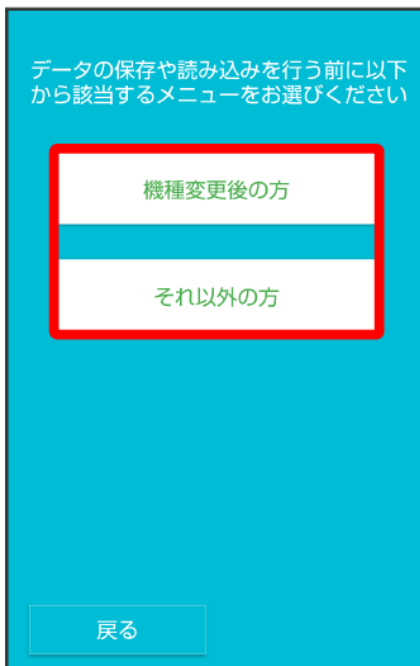 データの保存や読み込みを行う前に以下
から該当するメニューをお選びください
機種変更後の方
それ以外の方
戻る